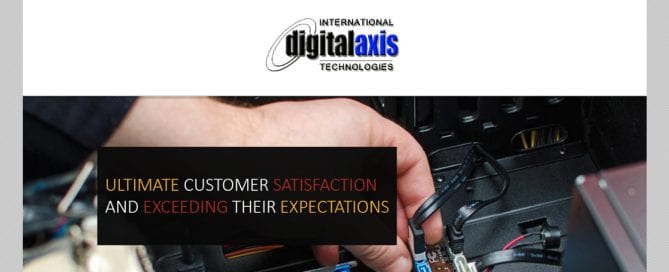 INTERNATIONAL
digitalaxis
TECHNOLOGIES
ULTIMATE CUSTOMER SATISFACTION
AND EXCEEDING THEIR EXPECTATIONS